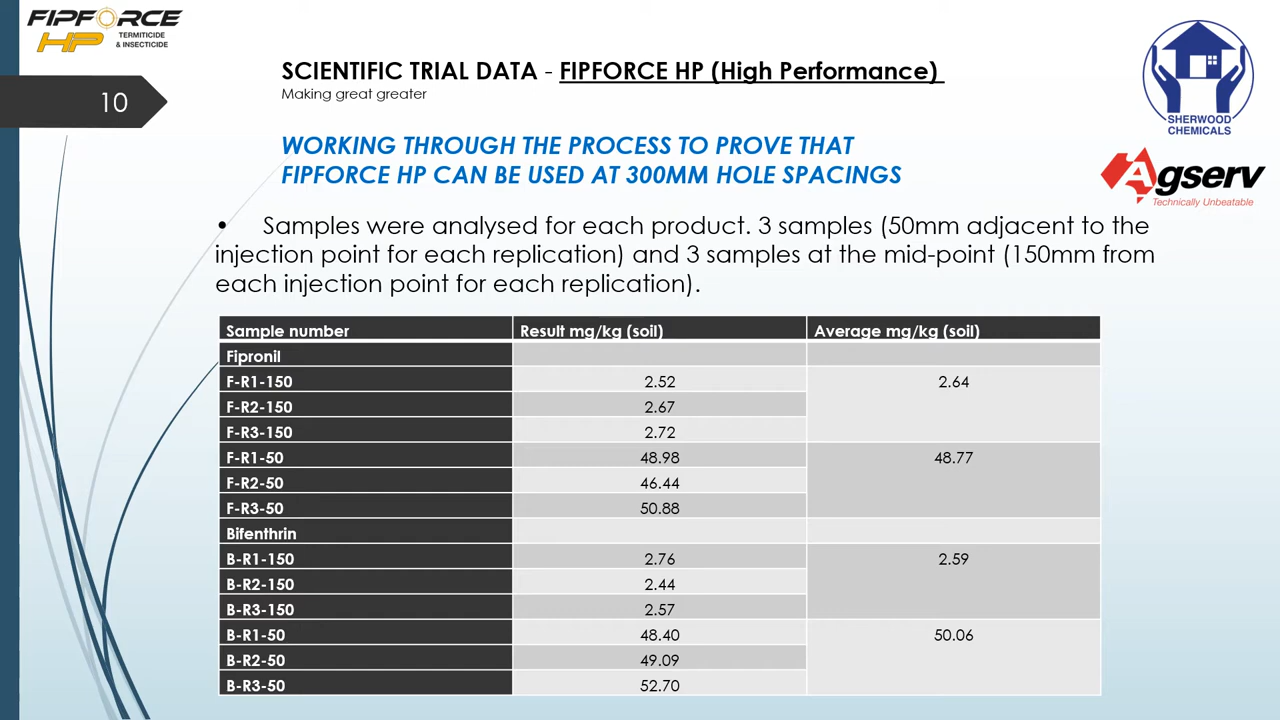 FIPFORCE
HP TERMITICIDE
& INSECTICIDE
10
SCIENTIFIC TRIAL DATA - FIPFORCE HP (High Performance)
Making great greater
SHERWOOD
CHEMICALS
WORKING THROUGH THE PROCESS TO PROVE THAT
FIPFORCE HP CAN BE USED AT 300MM HOLE SPACINGS
Agserv
Technically Unbeatable
• Samples were analysed for each product. 3 samples (50mm adjacent to the
injection point for each replication) and 3 samples at the mid-point (150mm from
each injection point for each replication).
Sample number Result mg/kg (soil) Average mg/kg (soil)
Fipronil
F-R1-150 2.52 2.64
F-R2-150 2.67
F-R3-150 2.72
F-R1-50 48.98 48.77
F-R2-50 46.44
F-R3-50 50.88
Bifenthrin
B-R1-150 2.76 2.59
B-R2-150 2.44
B-R3-150 2.57
B-R1-50 48.40 50.06
B-R2-50 49.09
B-R3-50 52.70